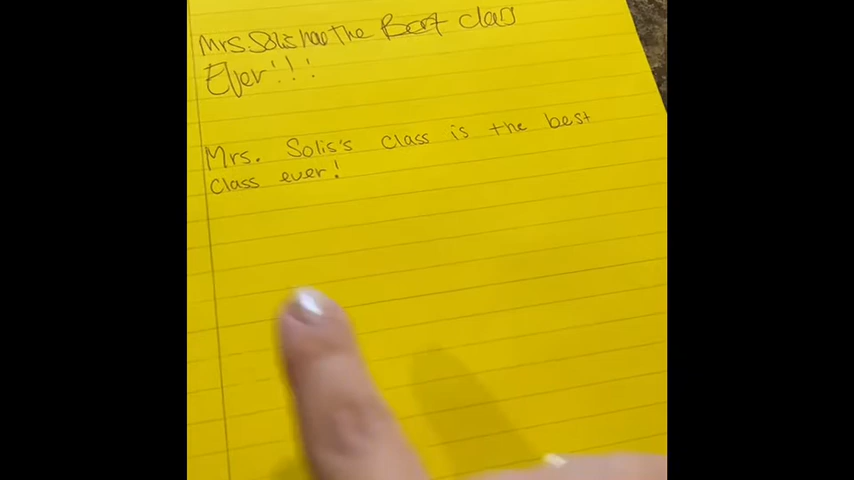 Mrs. Solis has the Best class
Ever!!!
Mrs. Solis's class is the best
class ever!